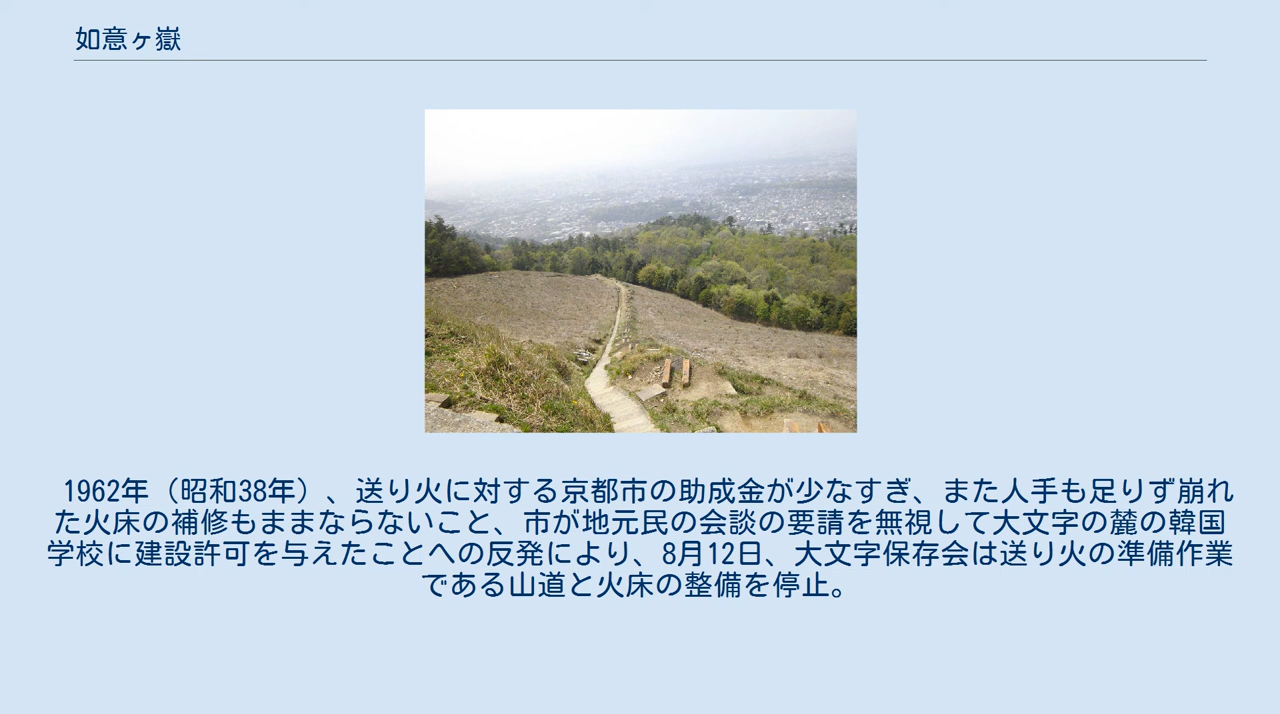 如意ヶ嶽
1962年（昭和38年）、送り火に対する京都市の助成金が少なすぎ、また人手も足りず崩れ
た火床の補修もままならないこと、市が地元民の会談の要請を無視して大文字の麓の韓国
学校に建設許可を与えたことへの反発により、8月12日、大文字保存会は送り火の準備作業
である山道と火床の整備を停止。